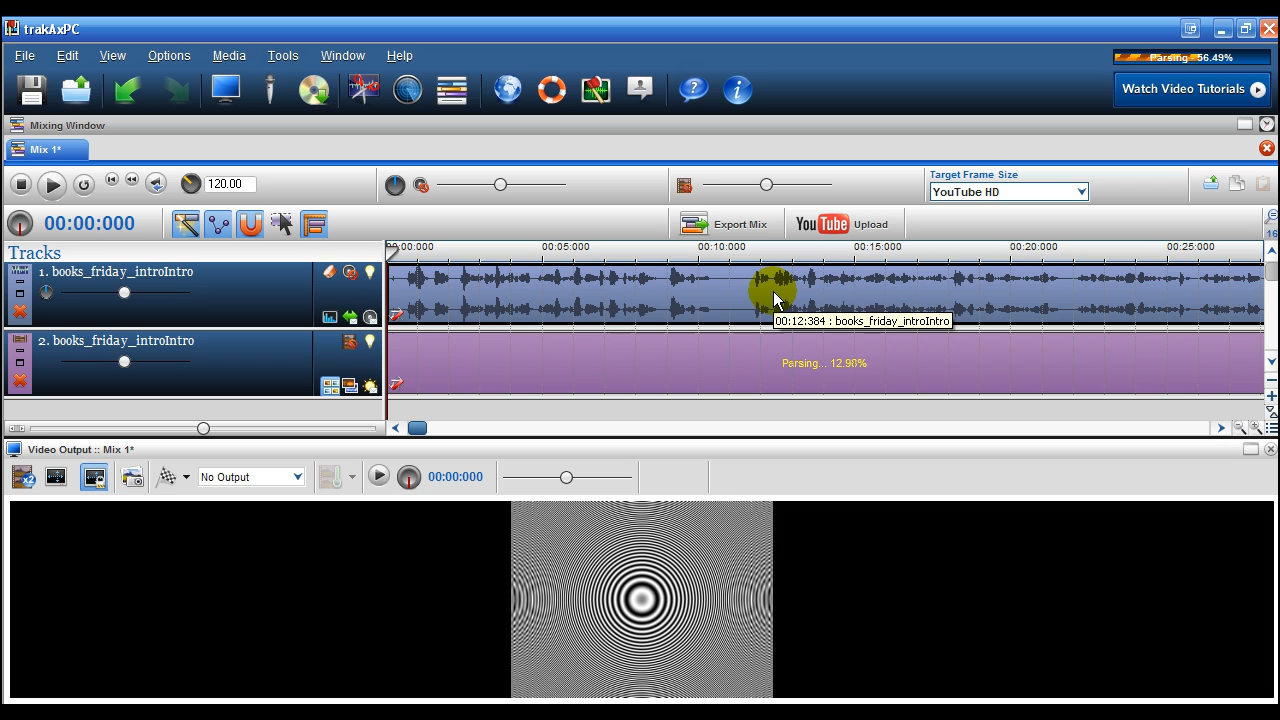 trakAxPC
File Edit View Options Media Tools Window Help
Parsing - 56.49%
Watch Video Tutorials
Mixing Window
Mix 1*
120.00
Target Frame Size
YouTube HD
00:00:000
Export Mix
YouTube Upload
16
Tracks
00:00:000 00:05:000 00:10:000 00:15:000 00:20:000 00:25:000
1. books_friday_introIntro
00:12:384 : books_friday_introIntro
2. books_friday_introIntro
Parsing... 12.98%
Video Output :: Mix 1*
x2
No Output
00:00:000